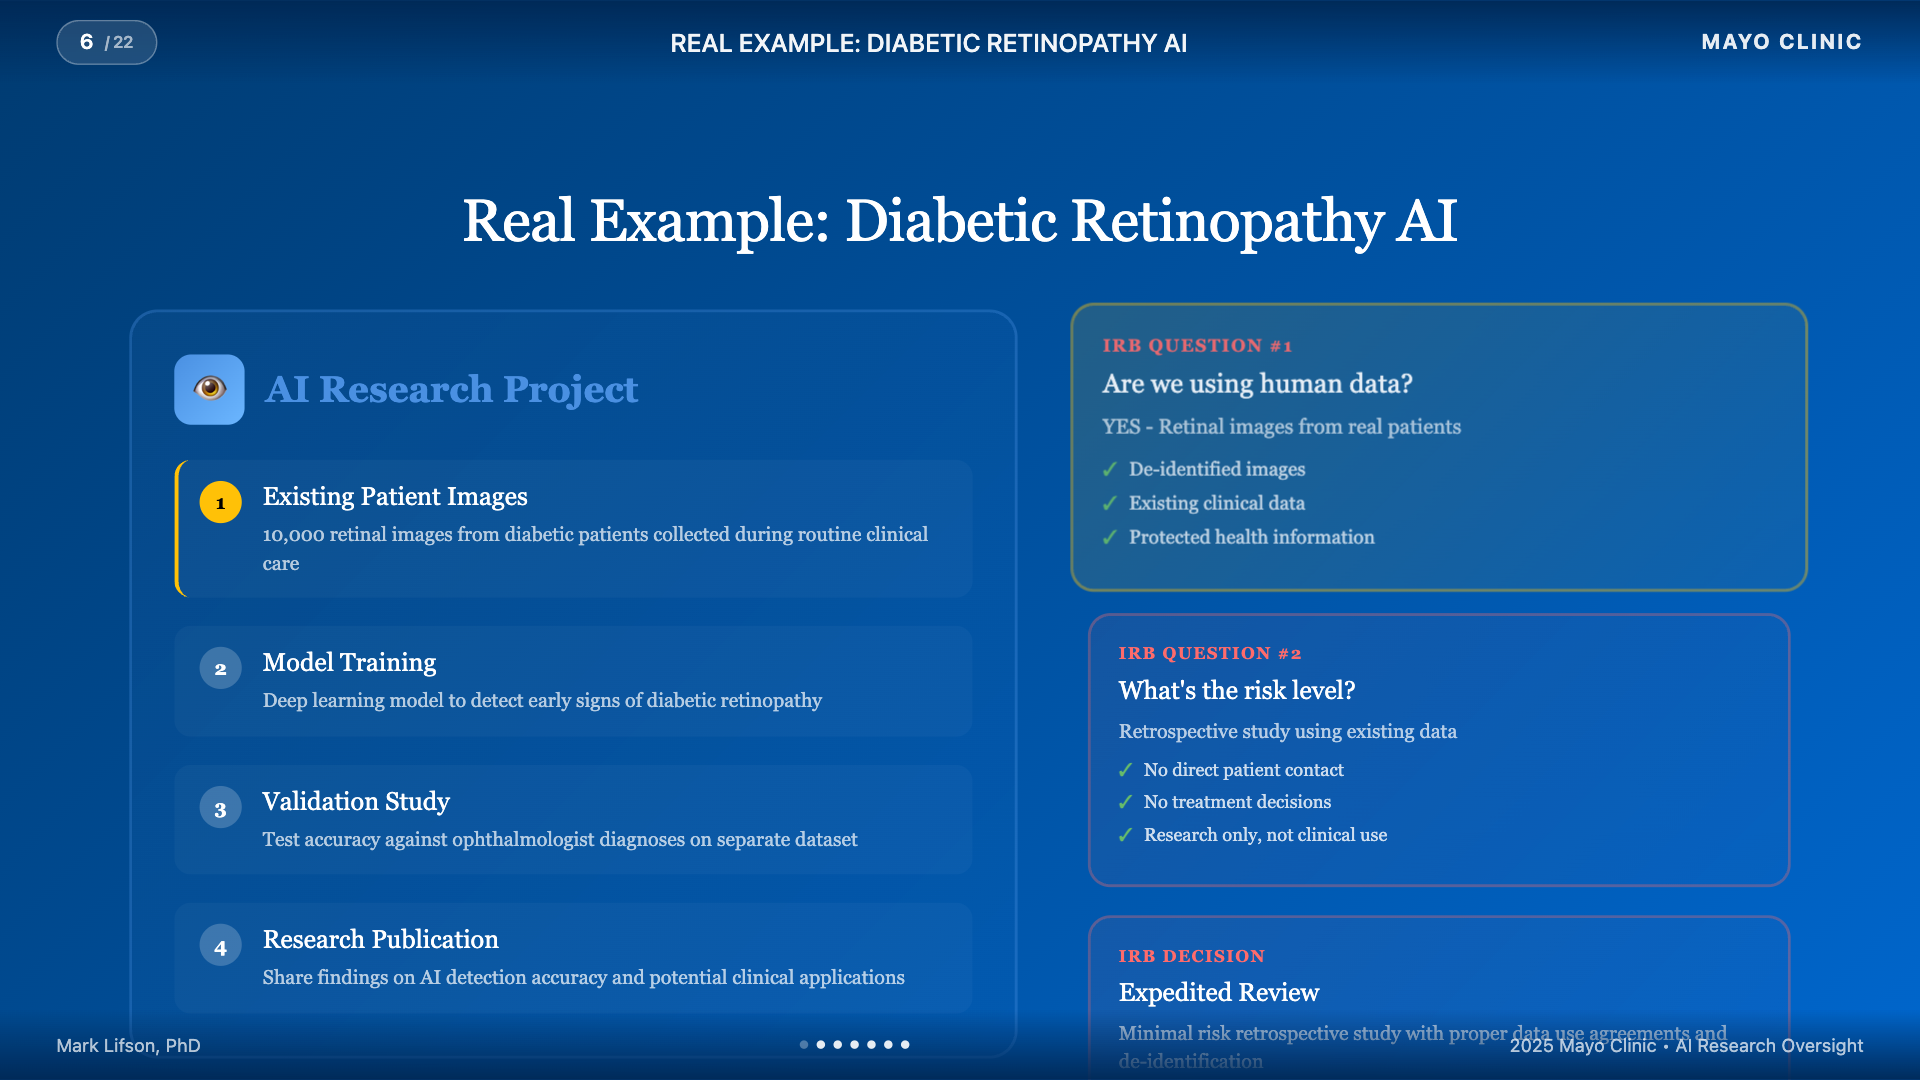 6 / 22
REAL EXAMPLE: DIABETIC RETINOPATHY AI
MAYO CLINIC
Real Example: Diabetic Retinopathy AI
AI Research Project
1
Existing Patient Images
10,000 retinal images from diabetic patients collected during routine clinical
care
2
Model Training
Deep learning model to detect early signs of diabetic retinopathy
3
Validation Study
Test accuracy against ophthalmologist diagnoses on separate dataset
4
Research Publication
Share findings on AI detection accuracy and potential clinical applications
IRB QUESTION #1
Are we using human data?
YES - Retinal images from real patients
✓ De-identified images
✓ Existing clinical data
✓ Protected health information
IRB QUESTION #2
What's the risk level?
Retrospective study using existing data
✓ No direct patient contact
✓ No treatment decisions
✓ Research only, not clinical use
IRB DECISION
Expedited Review
Minimal risk retrospective study with proper data use agreements and
de-identification
Mark Lifson, PhD
2025 Mayo Clinic • AI Research Oversight